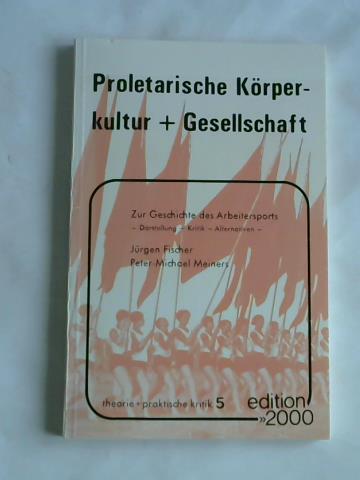 Proletarische Körper-
kultur + Gesellschaft
Zur Geschichte des Arbeitersports
– Darstellung – Kritik – Alternativen –
Jürgen Fischer
Peter Michael Meiners
theorie + praktische kritik 5
edition
»2000